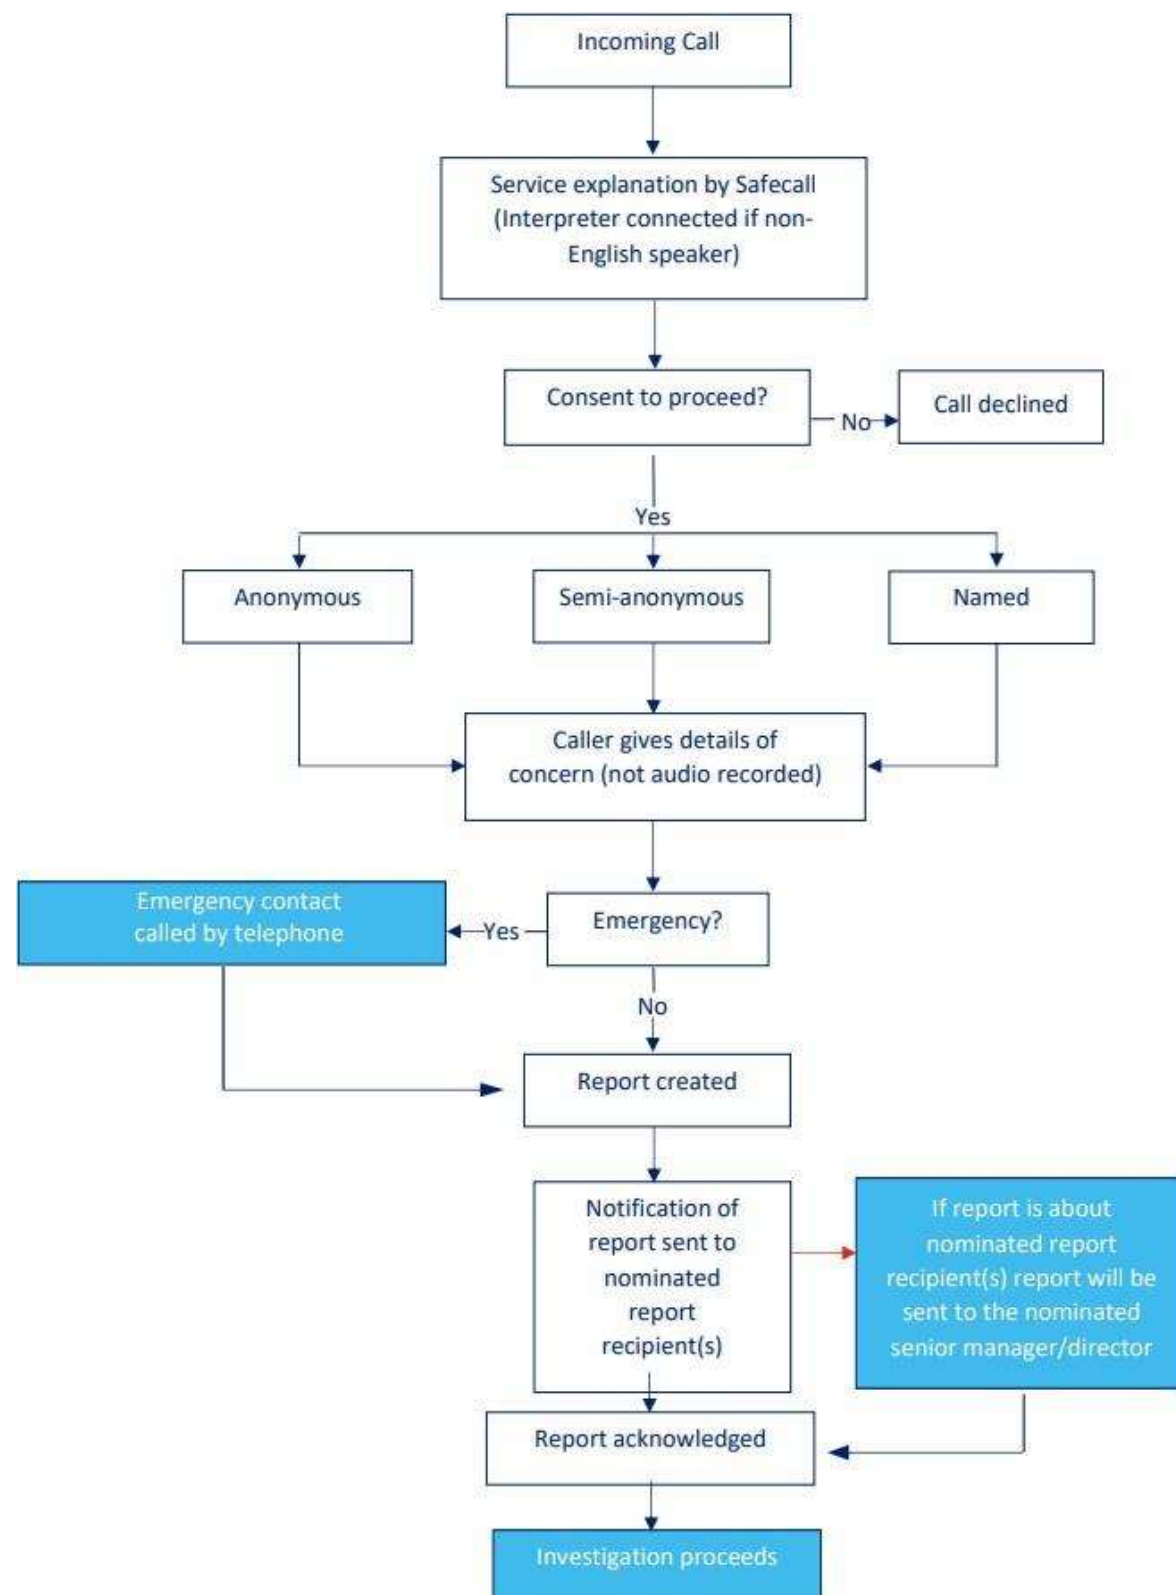 Incoming Call
Service explanation by Safecall
(Interpreter connected if non-
English speaker)
Consent to proceed?
No
Call declined
Yes
Anonymous
Semi-anonymous
Named
Caller gives details of
concern (not audio recorded)
Emergency contact
called by telephone
Yes
Emergency?
No
Report created
Notification of
report sent to
nominated
report
recipient(s)
If report is about
nominated report
recipient(s) report will be
sent to the nominated
senior manager/director
Report acknowledged
Investigation proceeds